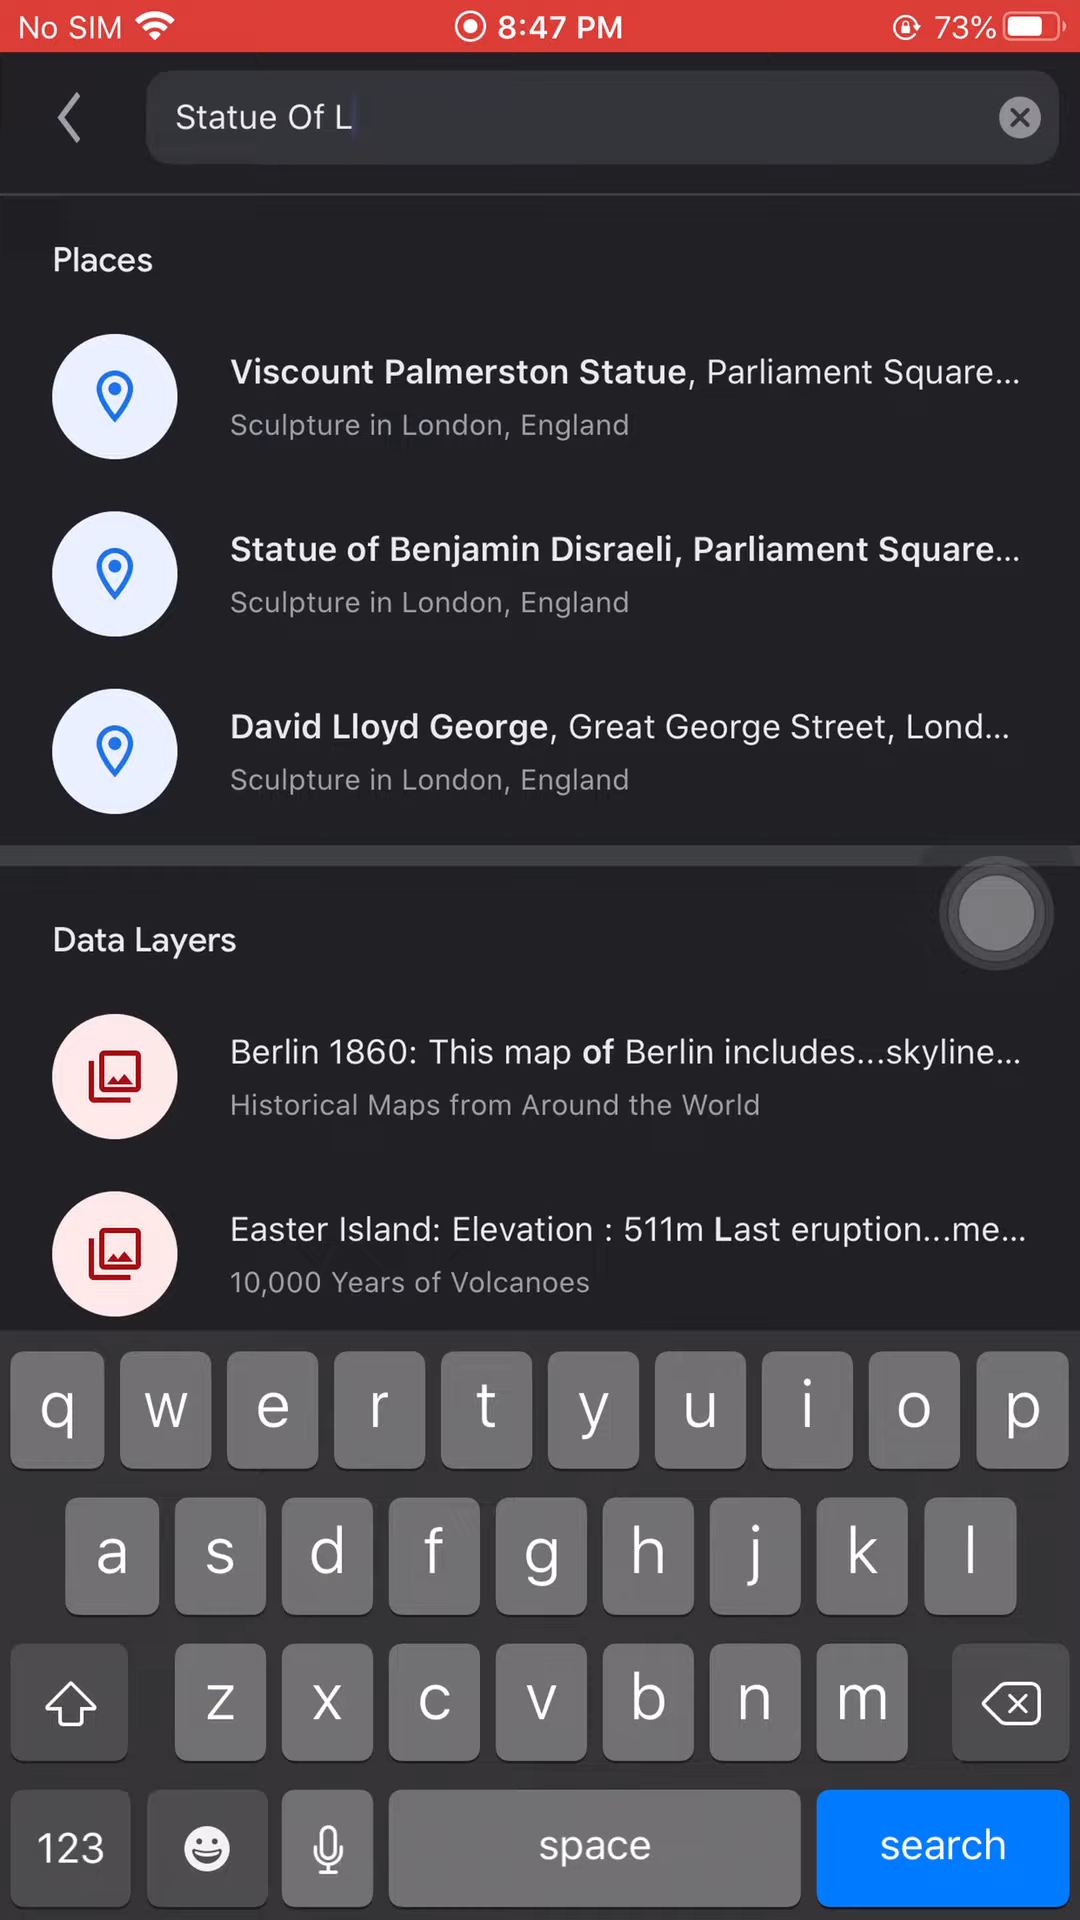 No SIM 8:47 PM 73%
Statue Of L
Places
Viscount Palmerston Statue, Parliament Square...
Sculpture in London, England
Statue of Benjamin Disraeli, Parliament Square...
Sculpture in London, England
David Lloyd George, Great George Street, Lond...
Sculpture in London, England
Data Layers
Berlin 1860: This map of Berlin includes...skyline...
Historical Maps from Around the World
Easter Island: Elevation : 511m Last eruption...me...
10,000 Years of Volcanoes
q w e r t y u i o p
a s d f g h j k l
z x c v b n m
123 space search